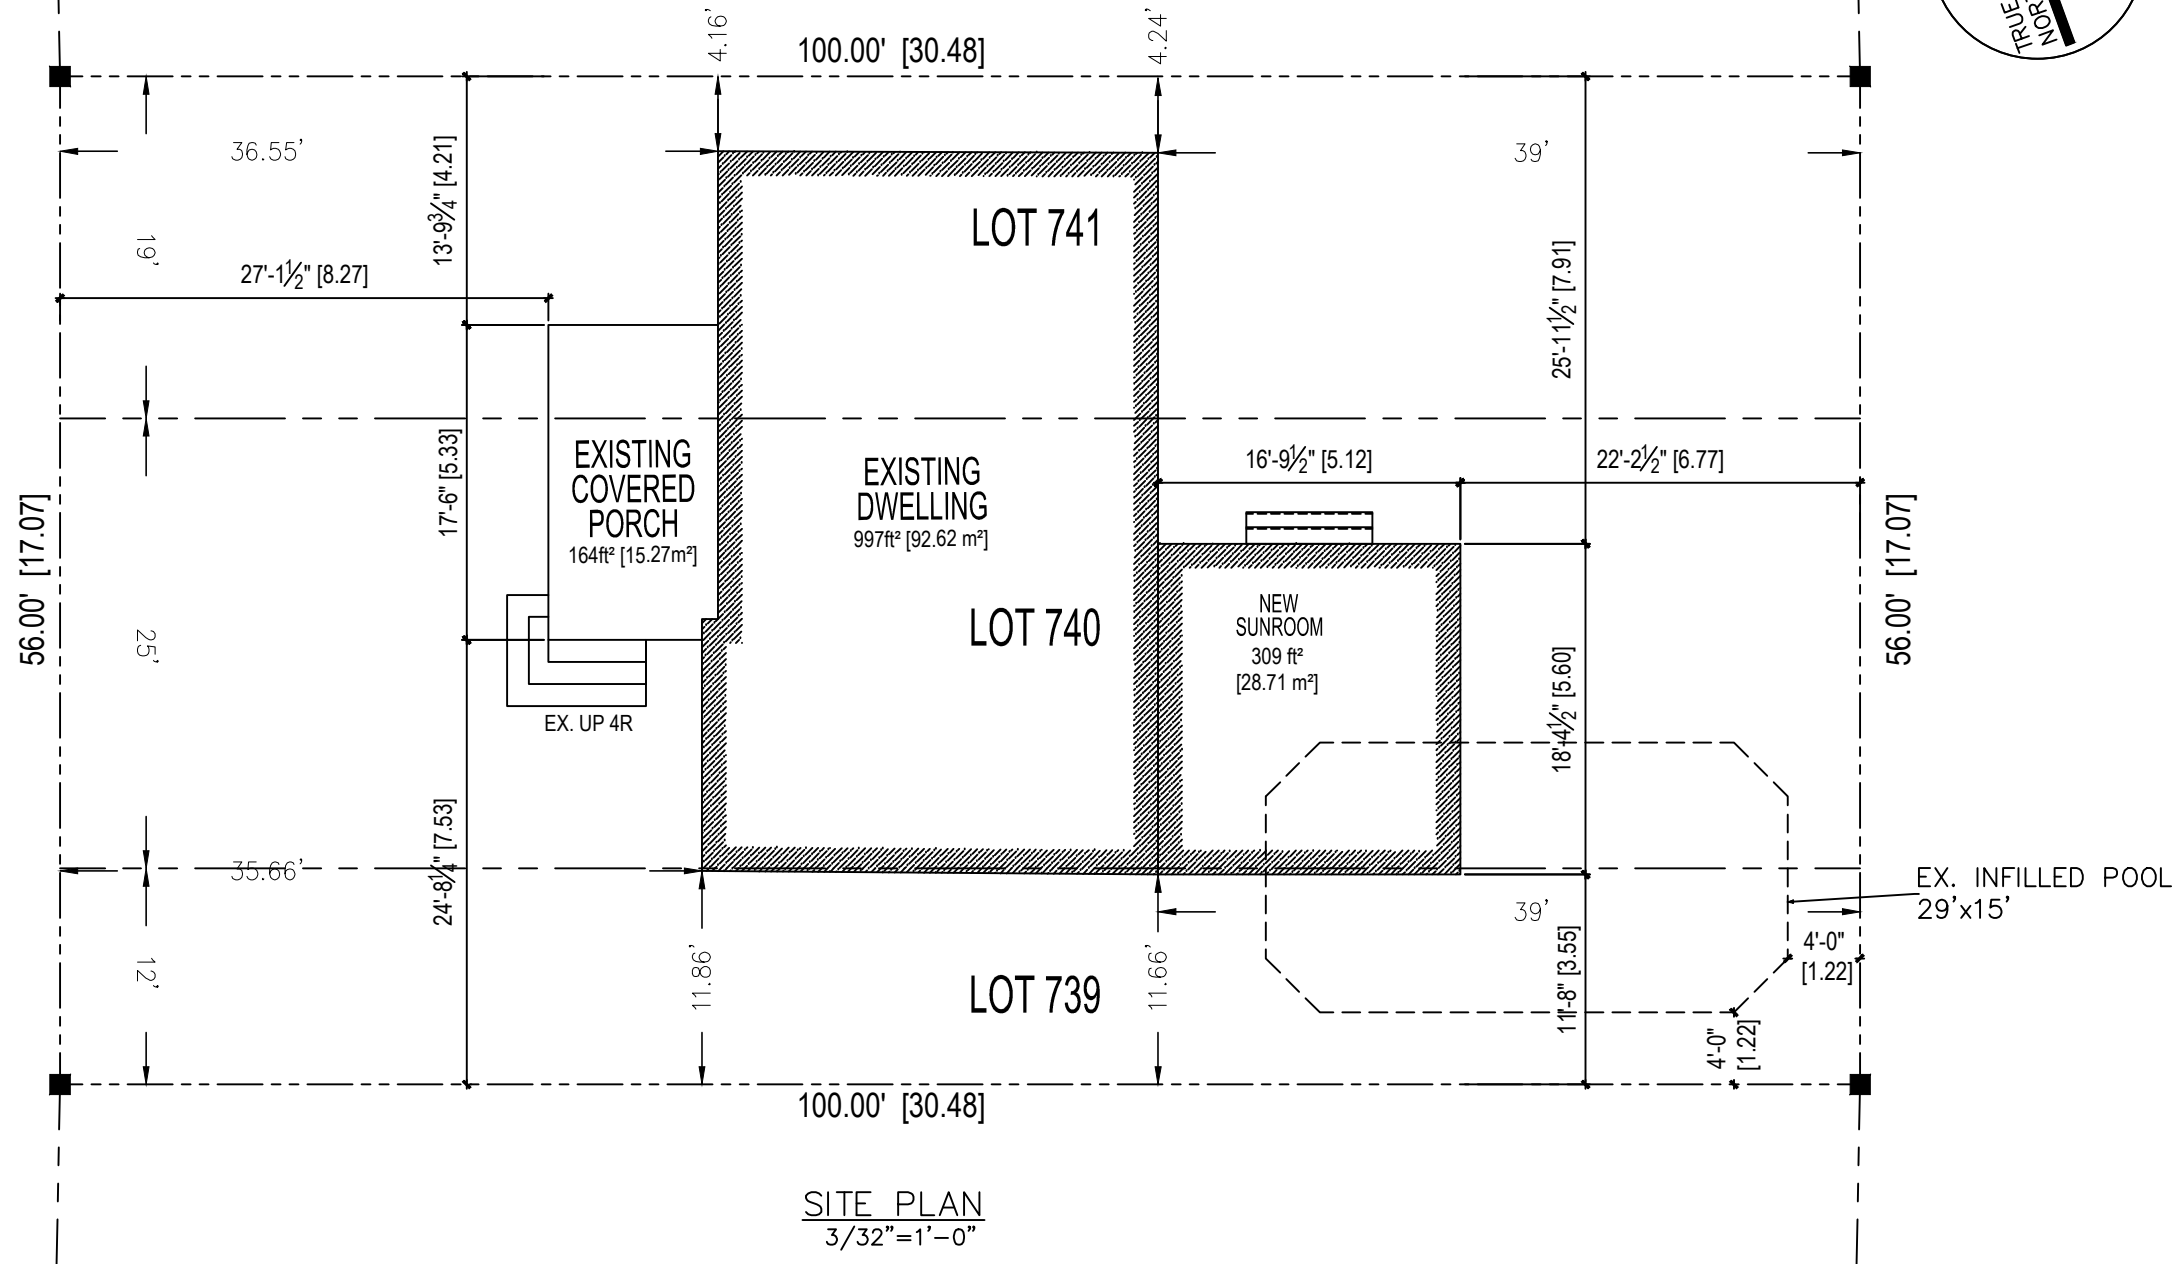 TRUE
4.16'
100.00' [30.48]
4.24'
36.55'
39'
13'-9¾" [4.21]
LOT 741
19'
27'-1½" [8.27]
25'-11½" [7.91]
17'-6" [5.33]
EXISTING
COVERED
PORCH
164ft² [15.27m²]
EXISTING
DWELLING
997ft² [92.62 m²]
16'-9½" [5.12]
22'-2½" [6.77]
56.00' [17.07]
56.00' [17.07]
25'
LOT 740
NEW
SUNROOM
309 ft²
[28.71 m²]
18'-4½" [5.60]
EX. UP 4R
24'-8¼" [7.53]
35.66'
EX. INFILLED POOL
29'x15'
39'
4'-0"
[1.22]
12'
11.86'
LOT 739
11.66'
11'-8" [3.55]
4'-0"
[1.22]
100.00' [30.48]
SITE PLAN
3/32"=1'-0"